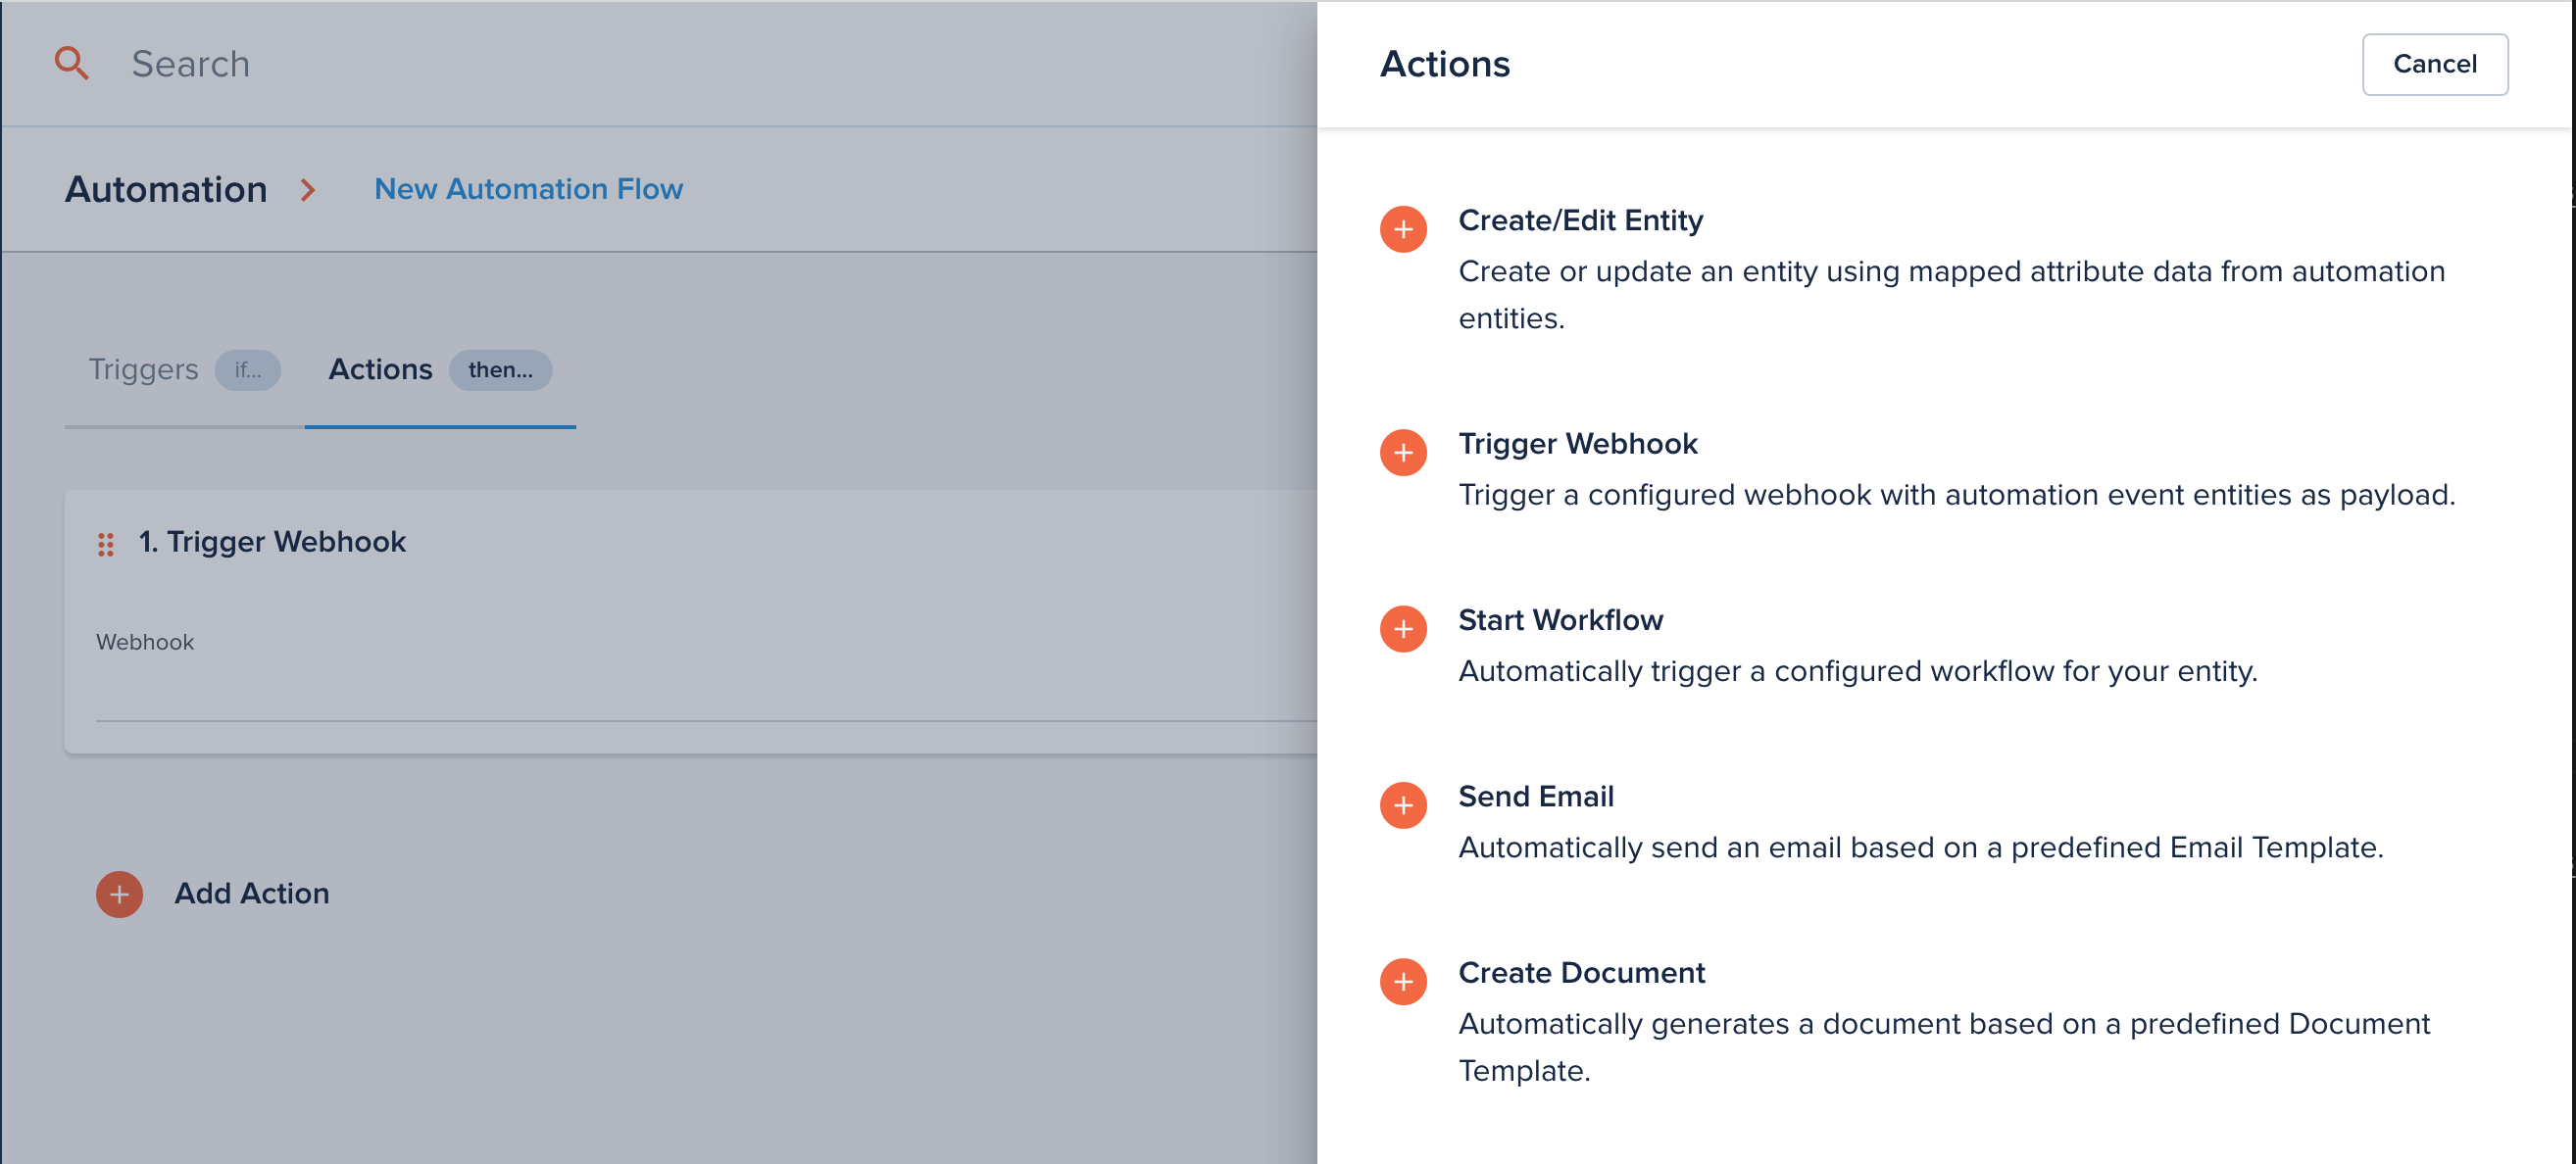 Search
Automation
New Automation Flow
Triggers if...
Actions then...
1. Trigger Webhook
Webhook
Add Action
Actions
Cancel
Create/Edit Entity
Create or update an entity using mapped attribute data from automation
entities.
Trigger Webhook
Trigger a configured webhook with automation event entities as payload.
Start Workflow
Automatically trigger a configured workflow for your entity.
Send Email
Automatically send an email based on a predefined Email Template.
Create Document
Automatically generates a document based on a predefined Document
Template.